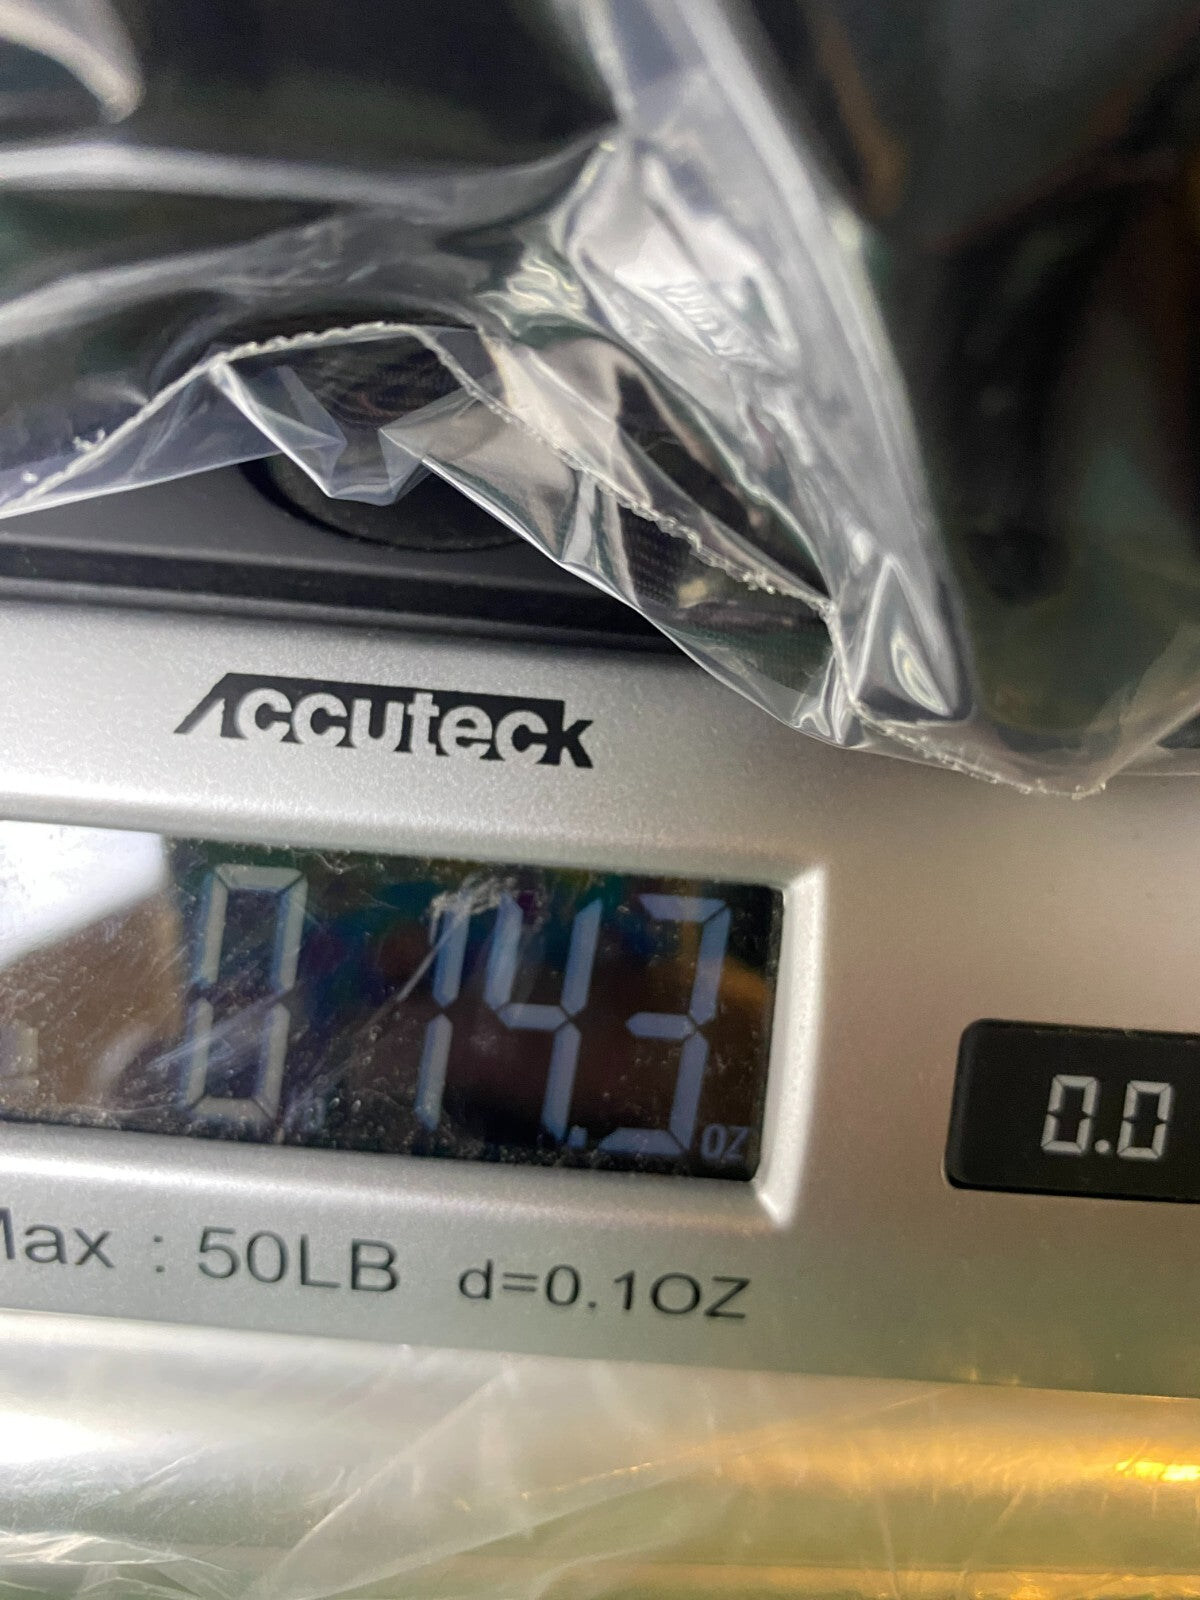 Accuteck
0 14.3 oz
0.0
Max : 50LB d=0.1OZ